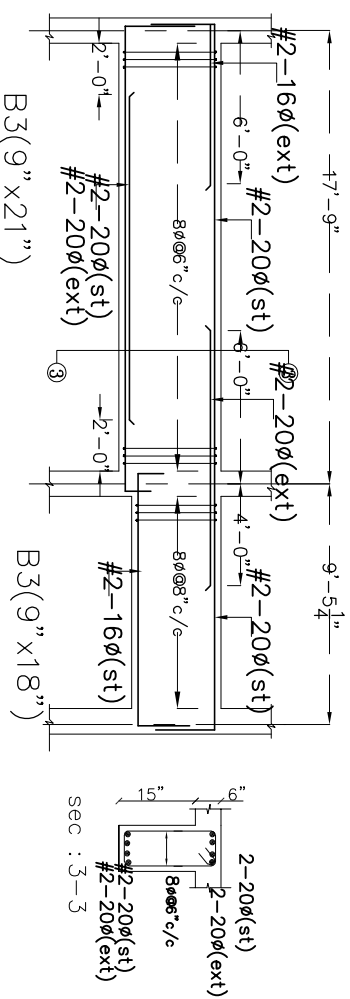 17'-9"
9'-5¼"
#2-16ø(ext)
#2-20ø(st)
#2-20ø(ext)
#2-20ø(st)
6'-0"
6'-0"
4'-0"
3
8ø@6"c/c
8ø@8"c/c
2'-0"
2'-0"
#2-20ø(st)
#2-20ø(ext)
#2-16ø(st)
3
B3(9"x21")
B3(9"x18")
15"
6"
2-20ø(st)
2-20ø(ext)
8ø@6"c/c
#2-20ø(st)
#2-20ø(ext)
sec :3-3